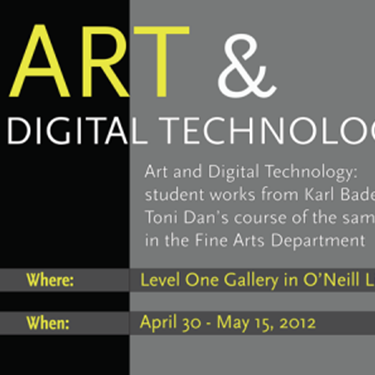 ART &
DIGITAL TECHNOLO
Art and Digital Technology:
student works from Karl Bade
Toni Dan's course of the sam
in the Fine Arts Department
Where: Level One Gallery in O'Neill L
When: April 30 - May 15, 2012